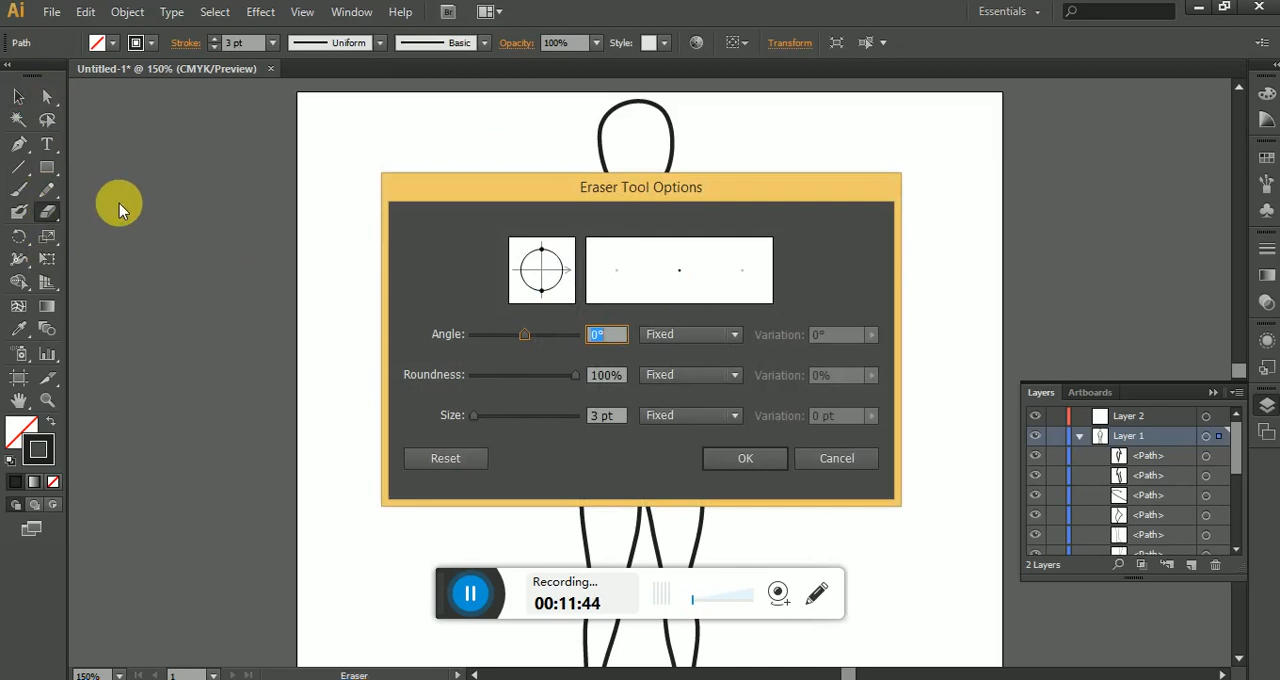 Ai File Edit Object Type Select Effect View Window Help Br Essentials
Path Stroke: 3 pt Uniform Basic Opacity: 100% Style: Transform
Untitled-1* @ 150% (CMYK/Preview)
T
Eraser Tool Options
Angle: 0° Fixed Variation: 0°
Roundness: 100% Fixed Variation: 0%
Size: 3 pt Fixed Variation: 0 pt
Reset OK Cancel
Layers Artboards
Layer 2
Layer 1
<Path>
<Path>
<Path>
<Path>
<Path>
<Path>
2 Layers
Recording...
00:11:44
150% 1 Eraser